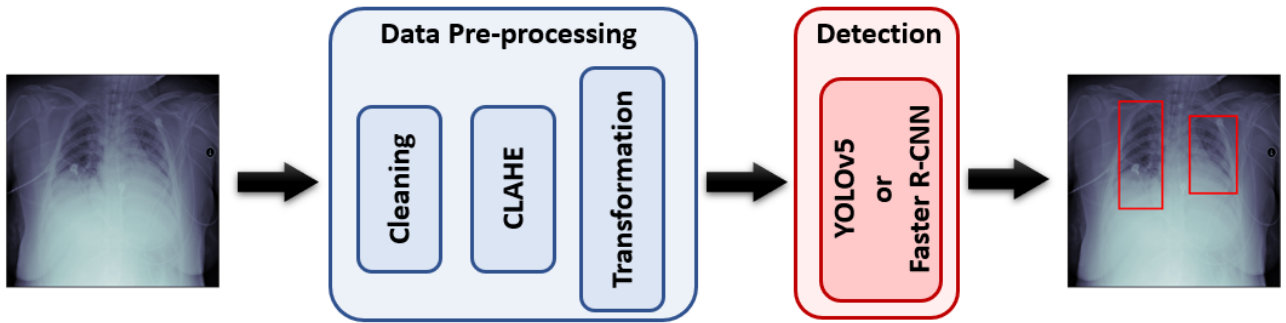 Data Pre-processing
Cleaning
CLAHE
Transformation
Detection
YOLOv5
or
Faster R-CNN